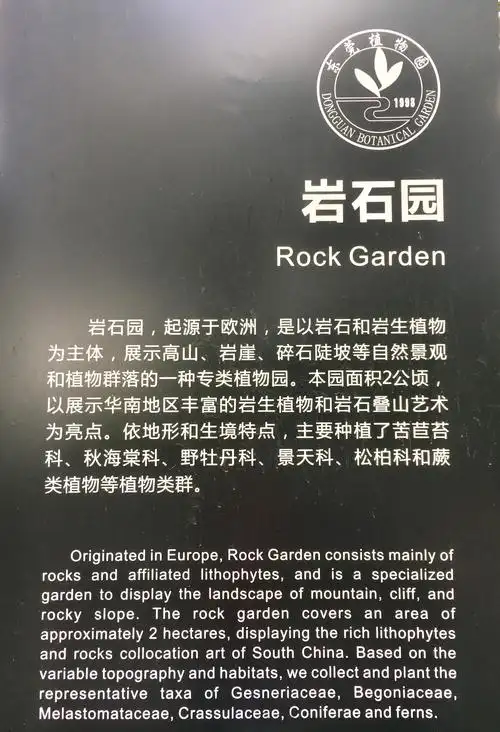 东莞植物园
1998
DONGGUAN BOTANICAL GARDEN
岩石园
Rock Garden
岩石园，起源于欧洲，是以岩石和岩生植物
为主体，展示高山、岩崖、碎石陡坡等自然景观
和植物群落的一种专类植物园。本园面积2公顷，
以展示华南地区丰富的岩生植物和岩石叠山艺术
为亮点。依地形和生境特点，主要种植了苦苣苔
科、秋海棠科、野牡丹科、景天科、松柏科和蕨
类植物等植物类群。
Originated in Europe, Rock Garden consists mainly of
rocks and affiliated lithophytes, and is a specialized
garden to display the landscape of mountain, cliff, and
rocky slope. The rock garden covers an area of
approximately 2 hectares, displaying the rich lithophytes
and rocks collocation art of South China. Based on the
variable topography and habitats, we collect and plant the
representative taxa of Gesneriaceae, Begoniaceae,
Melastomataceae, Crassulaceae, Coniferae and ferns.